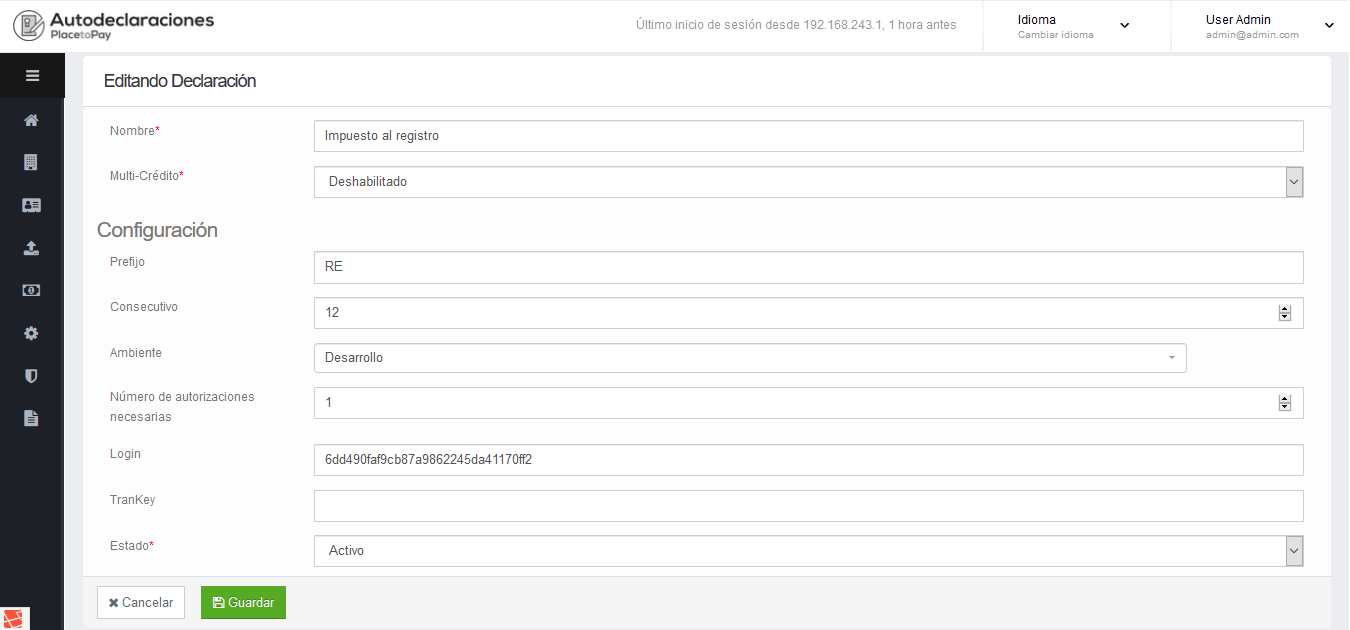 Autodeclaraciones
PlacetoPay
Último inicio de sesión desde 192.168.243.1, 1 hora antes
Idioma
Cambiar idioma
User Admin
admin@admin.com
Editando Declaración
Nombre*
Impuesto al registro
Multi-Crédito*
Deshabilitado
Configuración
Prefijo
RE
Consecutivo
12
Ambiente
Desarrollo
Número de autorizaciones
necesarias
1
Login
6dd490faf9cb87a9862245da41170ff2
TranKey
Estado*
Activo
Cancelar
Guardar